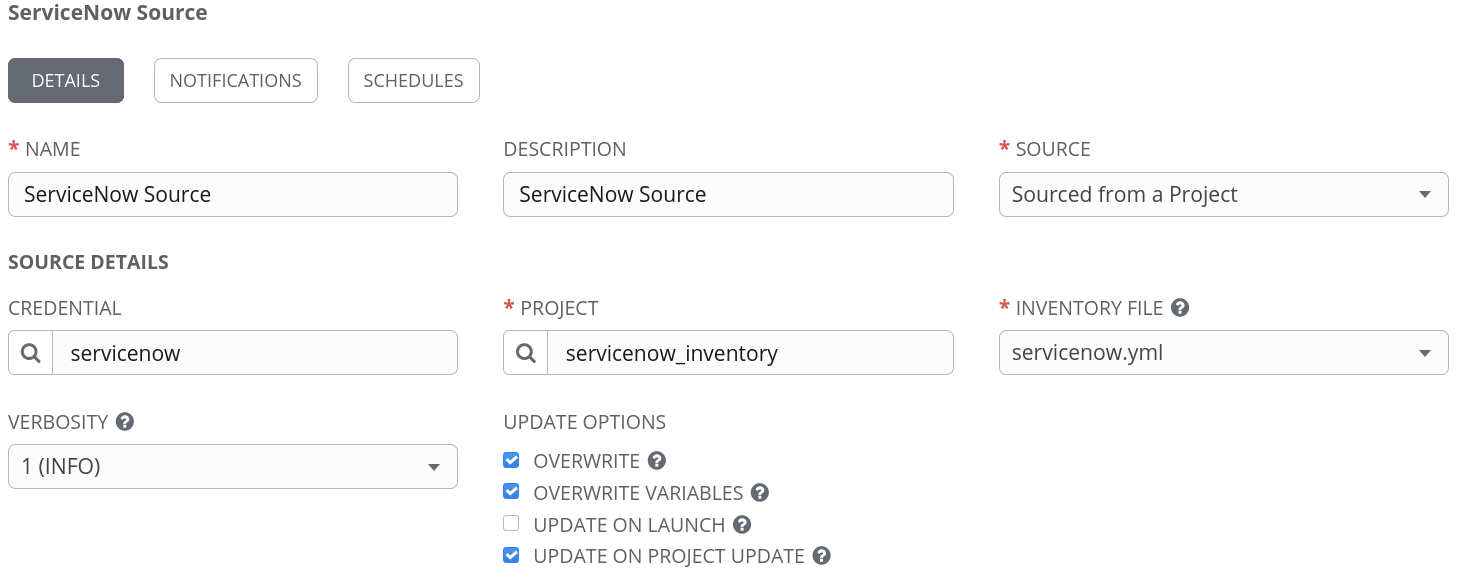 ServiceNow Source
DETAILS NOTIFICATIONS SCHEDULES
* NAME DESCRIPTION * SOURCE
ServiceNow Source ServiceNow Source Sourced from a Project
SOURCE DETAILS
CREDENTIAL * PROJECT * INVENTORY FILE ?
servicenow servicenow_inventory servicenow.yml
VERBOSITY ? UPDATE OPTIONS
1 (INFO) OVERWRITE ?
OVERWRITE VARIABLES ?
UPDATE ON LAUNCH ?
UPDATE ON PROJECT UPDATE ?